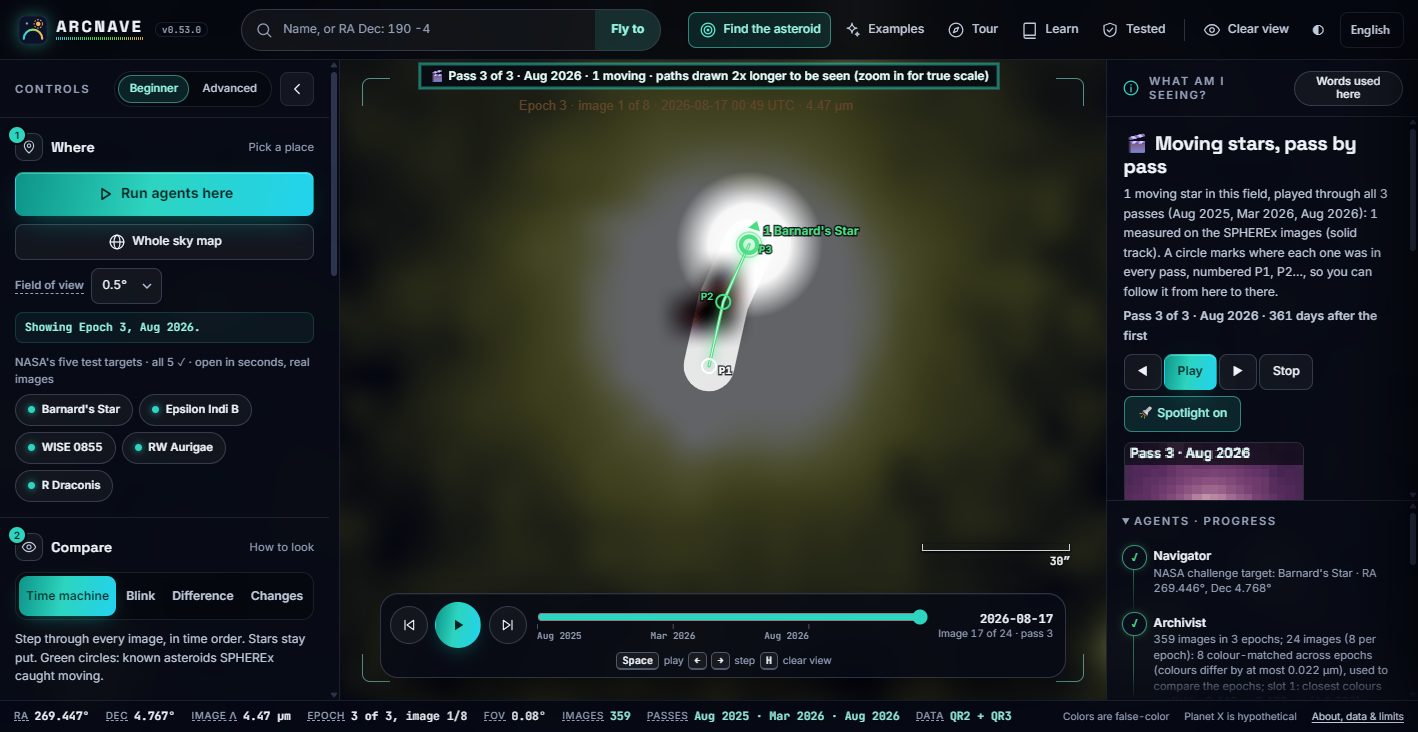 ARCNAVE
v0.53.0
Name, or RA Dec: 190 -4
Fly to
Find the asteroid
Examples
Tour
Learn
Tested
Clear view
English
CONTROLS
Beginner
Advanced
1
Where
Pick a place
Run agents here
Whole sky map
Field of view
0.5°
Showing Epoch 3, Aug 2026.
NASA's five test targets · all 5 ✓ · open in seconds, real
images
Barnard's Star
Epsilon Indi B
WISE 0855
RW Aurigae
R Draconis
2
Compare
How to look
Time machine
Blink
Difference
Changes
Step through every image, in time order. Stars stay
put. Green circles: known asteroids SPHEREx
caught moving.
Pass 3 of 3 · Aug 2026 · 1 moving · paths drawn 2x longer to be seen (zoom in for true scale)
Epoch 3 · image 1 of 8 · 2026-08-17 00:49 UTC · 4.47 µm
1 Barnard's Star
P3
P2
P1
30″
2026-08-17
Aug 2025
Mar 2026
Aug 2026
Image 17 of 24 · pass 3
Space play ← → step H clear view
WHAT AM I
SEEING?
Words used
here
Moving stars, pass by
pass
1 moving star in this field, played through all 3
passes (Aug 2025, Mar 2026, Aug 2026): 1
measured on the SPHEREx images (solid
track). A circle marks where each one was in
every pass, numbered P1, P2..., so you can
follow it from here to there.
Pass 3 of 3 · Aug 2026 · 361 days after the
first
Play
Stop
Spotlight on
Pass 3 · Aug 2026
AGENTS · PROGRESS
Navigator
NASA challenge target: Barnard's Star · RA
269.446°, Dec 4.768°
Archivist
359 images in 3 epochs; 24 images (8 per
epoch): 8 colour-matched across epochs
(colours differ by at most 0.022 µm), used to
compare the epochs; slot 1: closest colours
RA 269.447° DEC 4.767° IMAGE Λ 4.47 µm EPOCH 3 of 3, image 1/8 FOV 0.08° IMAGES 359 PASSES Aug 2025 · Mar 2026 · Aug 2026 DATA QR2 + QR3
Colors are false-color
Planet X is hypothetical
About, data & limits